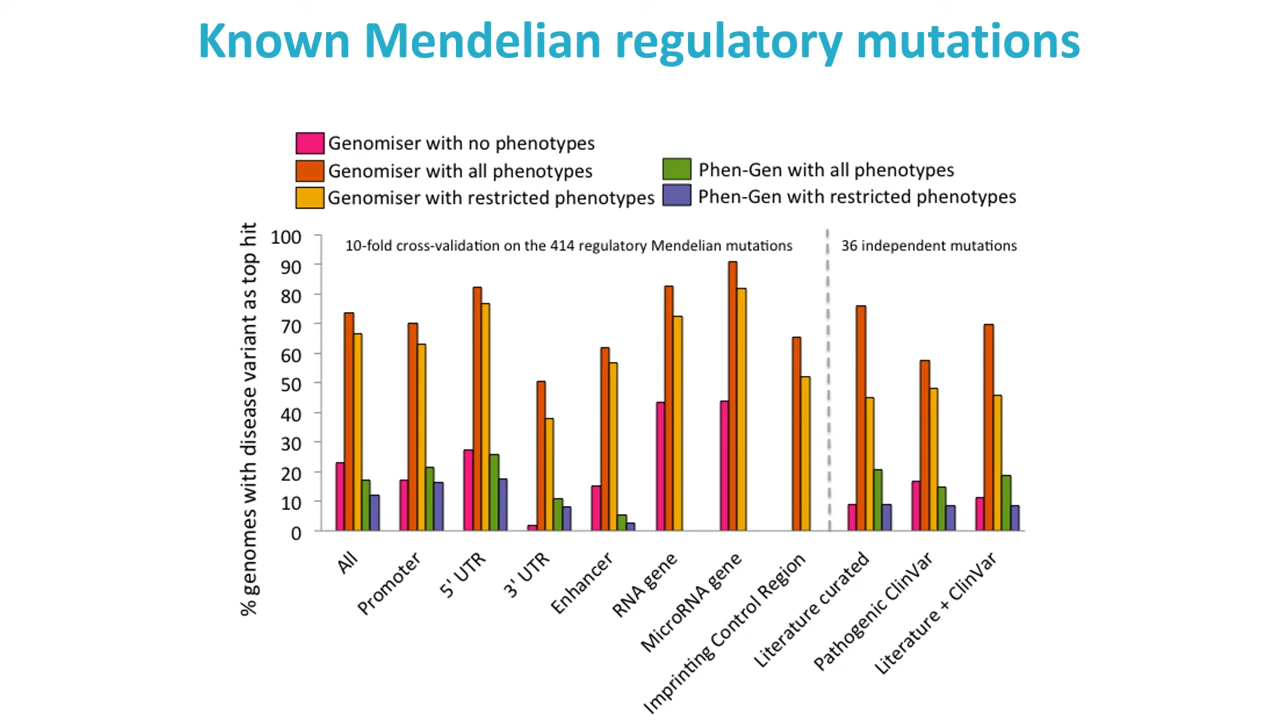 Known Mendelian regulatory mutations
Genomiser with no phenotypes
Genomiser with all phenotypes
Genomiser with restricted phenotypes
Phen-Gen with all phenotypes
Phen-Gen with restricted phenotypes
% genomes with disease variant as top hit
100
90
80
70
60
50
40
30
20
10
0
10-fold cross-validation on the 414 regulatory Mendelian mutations
36 independent mutations
All
Promoter
5' UTR
3' UTR
Enhancer
RNA gene
MicroRNA gene
Imprinting Control Region
Literature curated
Pathogenic ClinVar
Literature + ClinVar